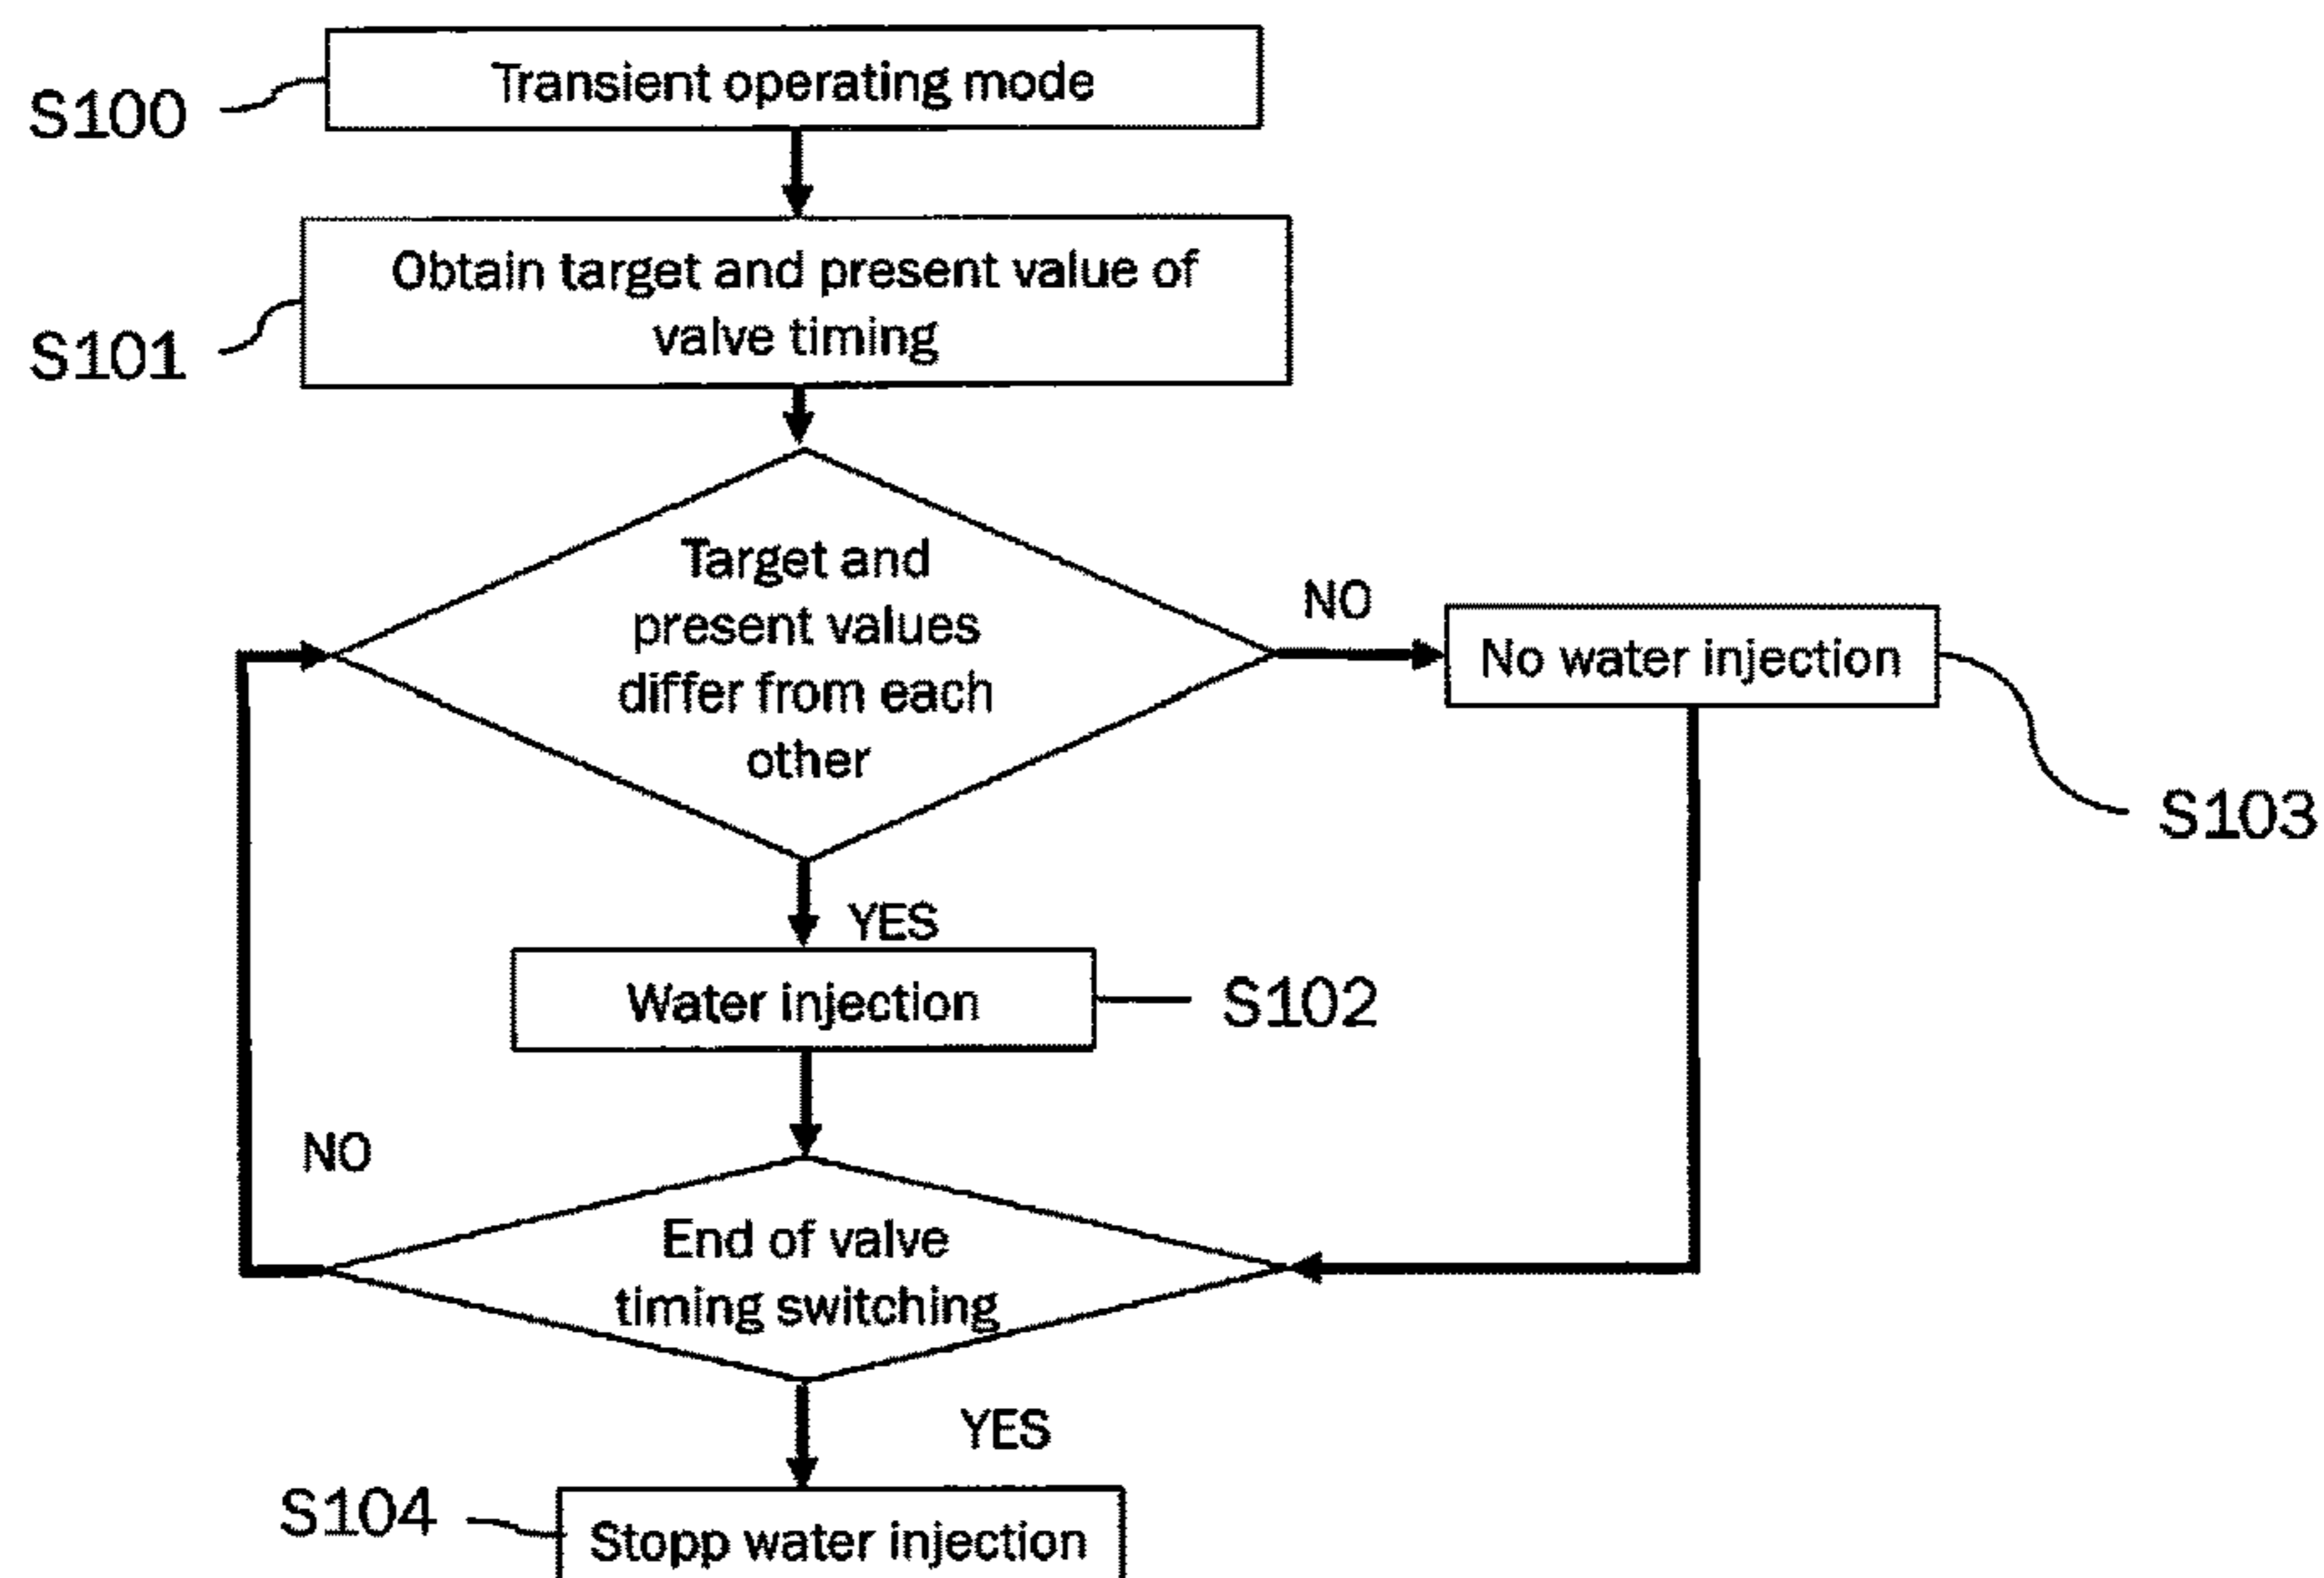 Transient operating mode
S100
Obtain target and present value of
valve timing
S101
Target and
present values
differ from each
other
NO
No water injection
S103
YES
Water injection
S102
NO
End of valve
timing switching
YES
S104
Stopp water injection